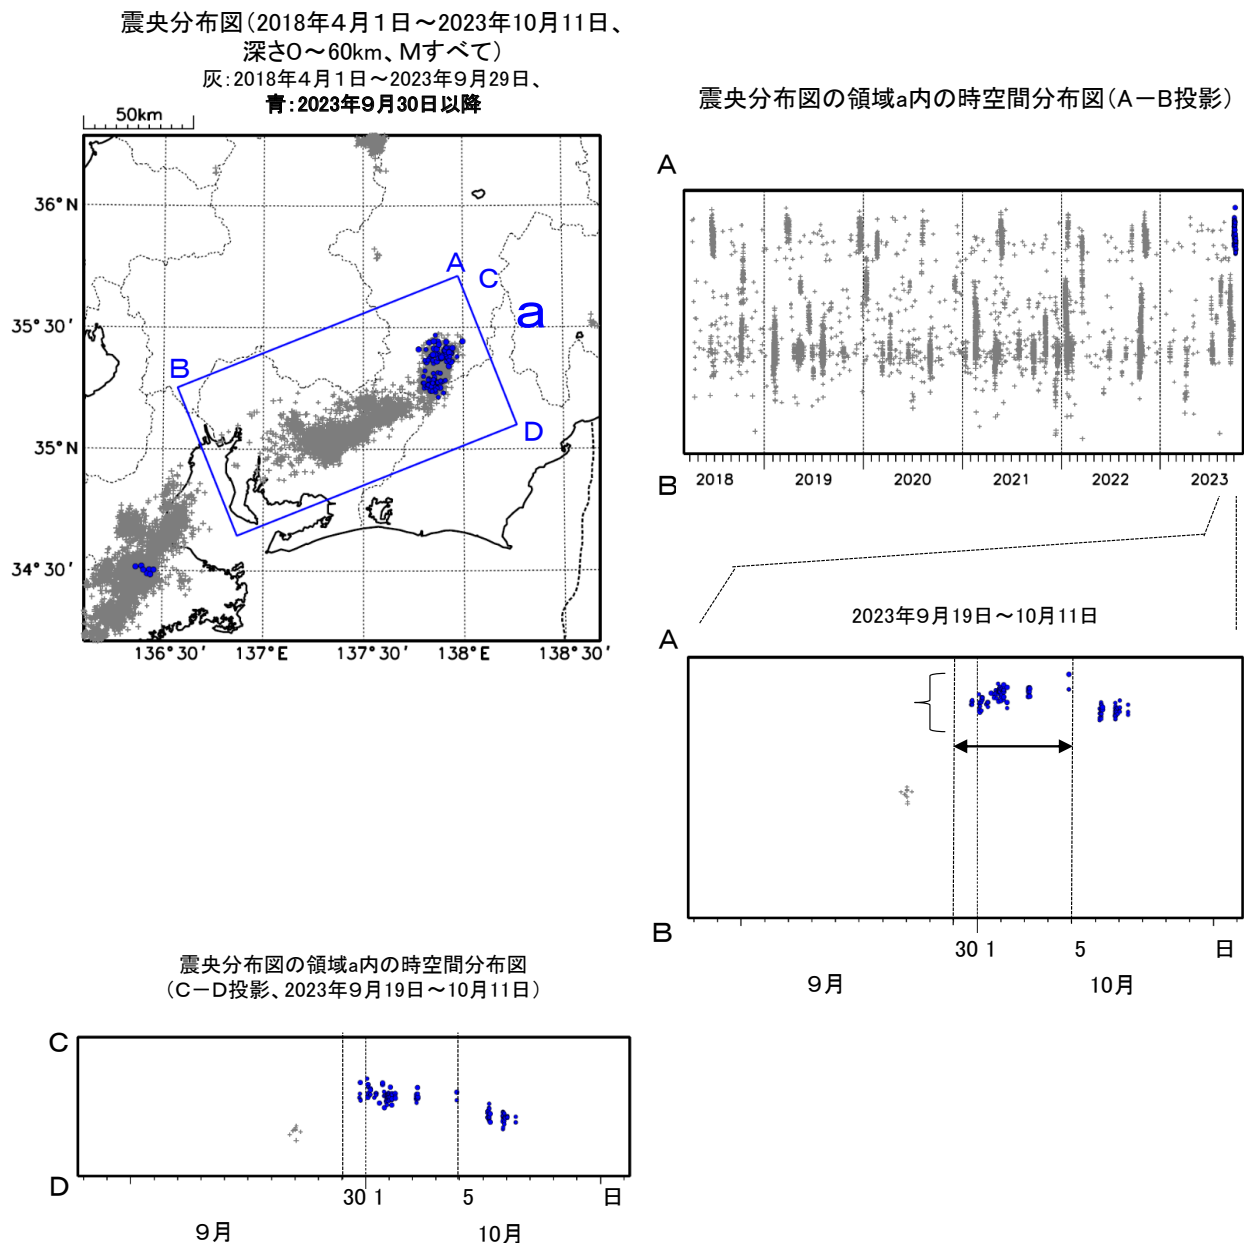 震央分布図（2018年４月１日～2023年10月11日、
深さ０～60km、Ｍすべて）
灰：2018年４月１日～2023年９月29日、
青：2023年９月30日以降
50km
36°N
35°30′
35°N
34°30′
136°30′ 137°E 137°30′ 138°E 138°30′
A
C
a
B
D
震央分布図の領域a内の時空間分布図（Ａ－Ｂ投影）
A
B
2018 2019 2020 2021 2022 2023
2023年９月19日～10月11日
A
B
30 1 5 日
９月 10月
震央分布図の領域a内の時空間分布図
（Ｃ－Ｄ投影、2023年９月19日～10月11日）
C
D
30 1 5 日
９月 10月